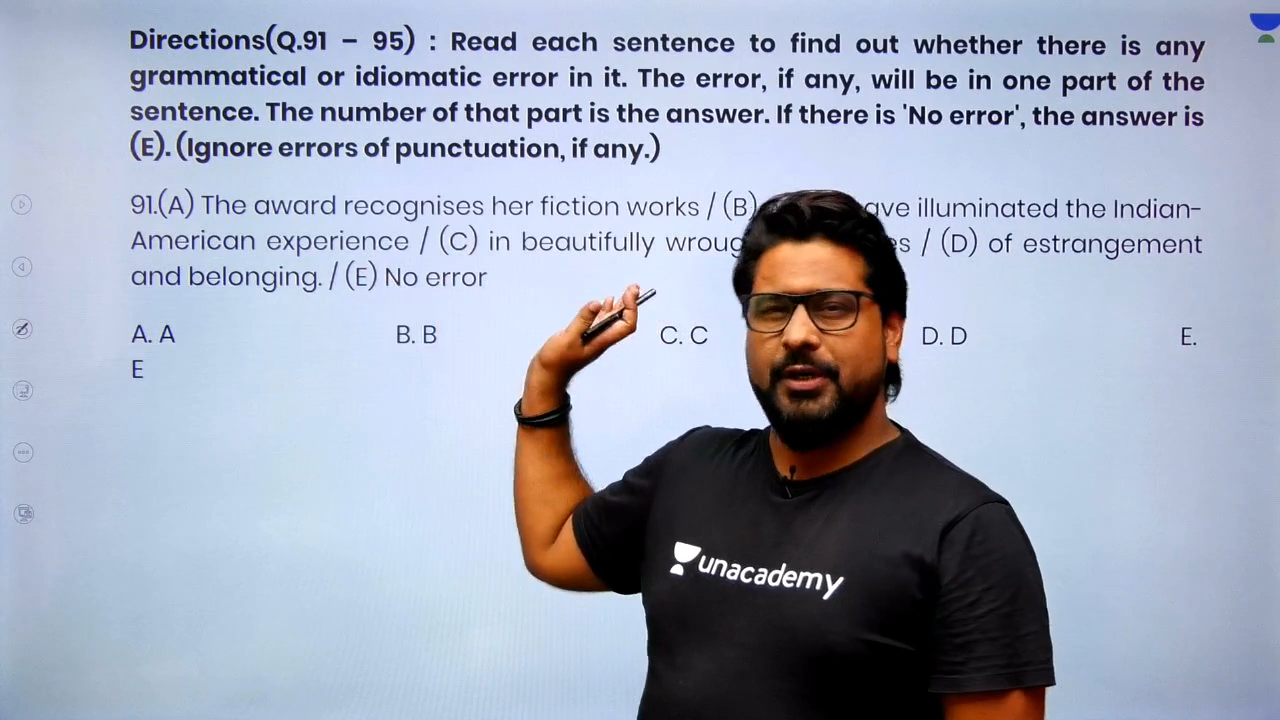 Directions(Q.91 – 95) : Read each sentence to find out whether there is any
grammatical or idiomatic error in it. The error, if any, will be in one part of the
sentence. The number of that part is the answer. If there is 'No error', the answer is
(E). (Ignore errors of punctuation, if any.)
91.(A) The award recognises her fiction works / (B) illuminated the Indian-
American experience / (C) in beautifully / (D) of estrangement
and belonging. / (E) No error
A. A B. B C. C D. D E.
E
unacademy